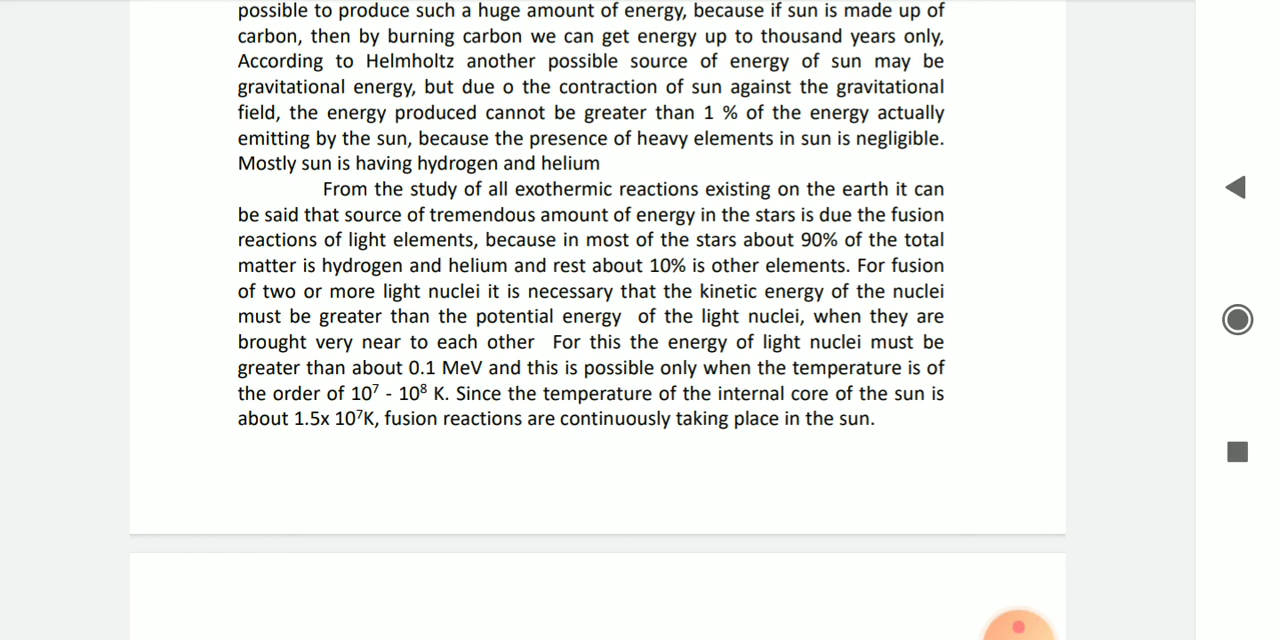 possible to produce such a huge amount of energy, because if sun is made up of
carbon, then by burning carbon we can get energy up to thousand years only,
According to Helmholtz another possible source of energy of sun may be
gravitational energy, but due o the contraction of sun against the gravitational
field, the energy produced cannot be greater than 1 % of the energy actually
emitting by the sun, because the presence of heavy elements in sun is negligible.
Mostly sun is having hydrogen and helium
From the study of all exothermic reactions existing on the earth it can
be said that source of tremendous amount of energy in the stars is due the fusion
reactions of light elements, because in most of the stars about 90% of the total
matter is hydrogen and helium and rest about 10% is other elements. For fusion
of two or more light nuclei it is necessary that the kinetic energy of the nuclei
must be greater than the potential energy  of the light nuclei, when they are
brought very near to each other  For this the energy of light nuclei must be
greater than about 0.1 MeV and this is possible only when the temperature is of
the order of 10⁷ - 10⁸ K. Since the temperature of the internal core of the sun is
about 1.5x 10⁷K, fusion reactions are continuously taking place in the sun.